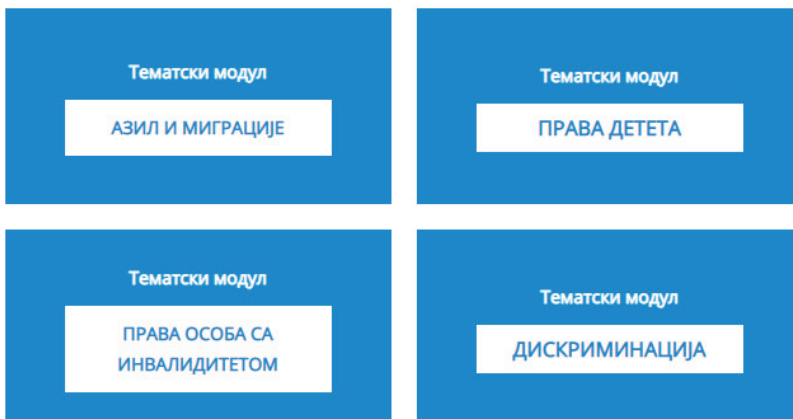 Тематски модул
АЗИЛ И МИГРАЦИЈЕ
Тематски модул
ПРАВА ДЕТЕТА
Тематски модул
ПРАВА ОСОБА СА
ИНВАЛИДИТЕТОМ
Тематски модул
ДИСКРИМИНАЦИЈА